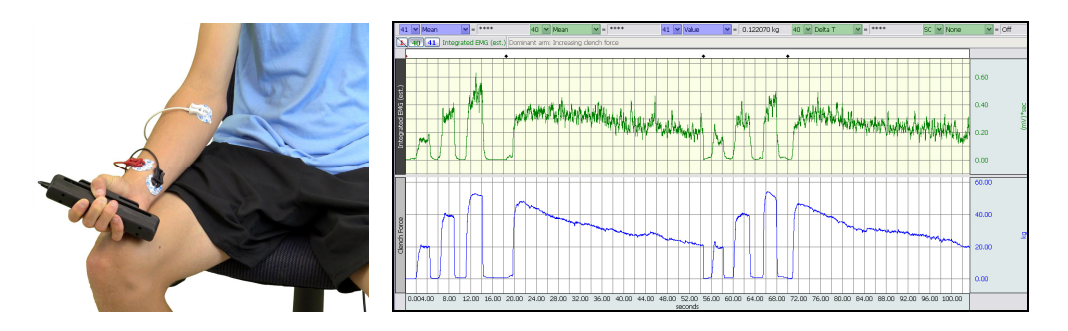 41 Mean = **** 40 Mean = **** 41 Value = 0.122070 kg 40 Delta T = **** SC None = Off
40 41 Integrated EMG (est.) Dominant arm: Increasing clench force
Integrated EMG (est.)
0.60
0.40
0.20
0.00
(mV)*sec
Clench Force
60.00
40.00
20.00
0.00
kg
0.00 4.00 8.00 12.00 16.00 20.00 24.00 28.00 32.00 36.00 40.00 44.00 48.00 52.00 56.00 60.00 64.00 68.00 72.00 76.00 80.00 84.00 88.00 92.00 96.00 100.00
seconds